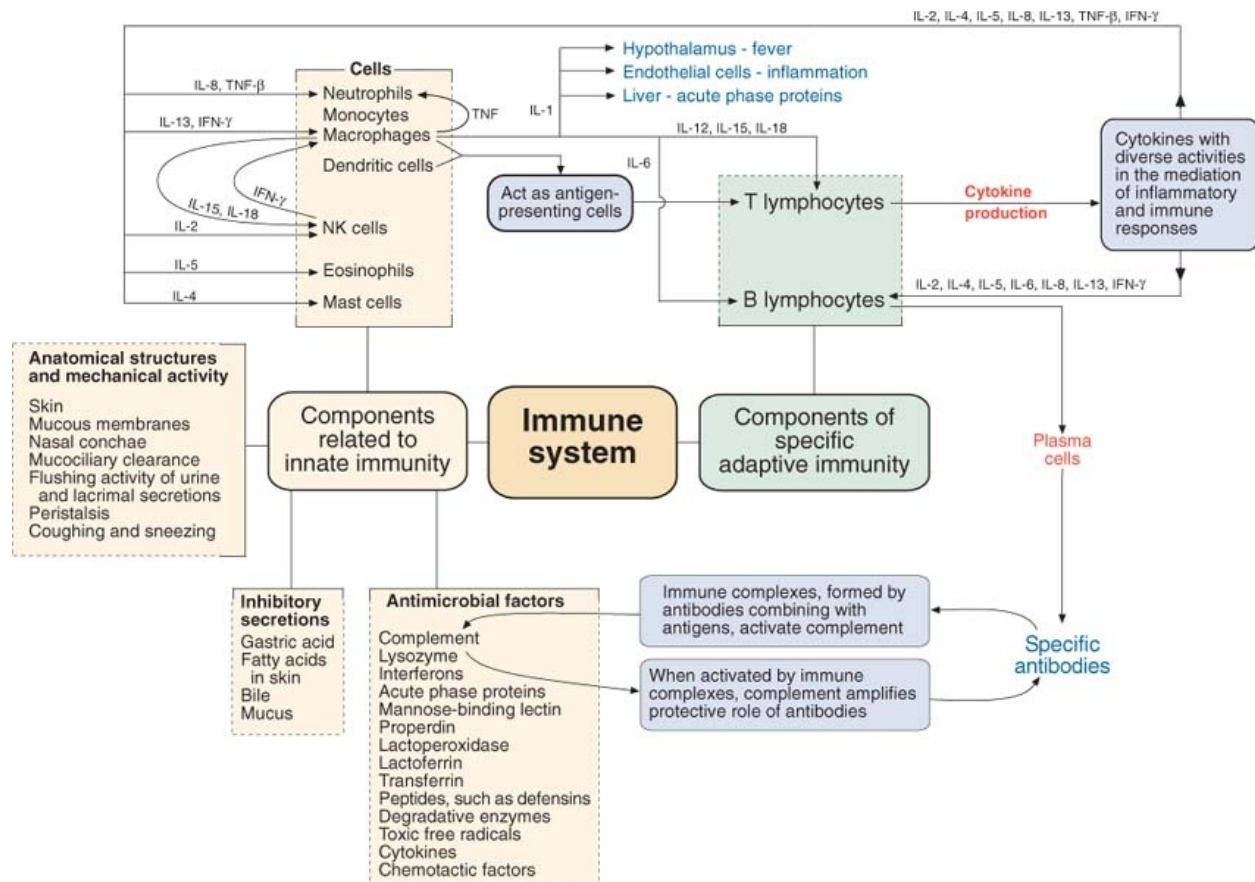 IL-2, IL-4, IL-5, IL-8, IL-13, TNF-β, IFN-γ
Cells
IL-8, TNF-β
Neutrophils
Monocytes
IL-13, IFN-γ
Macrophages
Dendritic cells
TNF
IFN-γ
IL-15, IL-18
IL-2
NK cells
IL-5
Eosinophils
IL-4
Mast cells
IL-1
Hypothalamus - fever
Endothelial cells - inflammation
Liver - acute phase proteins
IL-12, IL-15, IL-18
IL-6
Act as antigen-
presenting cells
T lymphocytes
B lymphocytes
Cytokine
production
Cytokines with
diverse activities
in the mediation
of inflammatory
and immune
responses
IL-2, IL-4, IL-5, IL-6, IL-8, IL-13, IFN-γ
Anatomical structures
and mechanical activity
Skin
Mucous membranes
Nasal conchae
Mucociliary clearance
Flushing activity of urine
and lacrimal secretions
Peristalsis
Coughing and sneezing
Components
related to
innate immunity
Immune
system
Components of
specific
adaptive immunity
Plasma
cells
Inhibitory
secretions
Gastric acid
Fatty acids
in skin
Bile
Mucus
Antimicrobial factors
Complement
Lysozyme
Interferons
Acute phase proteins
Mannose-binding lectin
Properdin
Lactoperoxidase
Lactoferrin
Transferrin
Peptides, such as defensins
Degradative enzymes
Toxic free radicals
Cytokines
Chemotactic factors
Immune complexes, formed by
antibodies combining with
antigens, activate complement
When activated by immune
complexes, complement amplifies
protective role of antibodies
Specific
antibodies